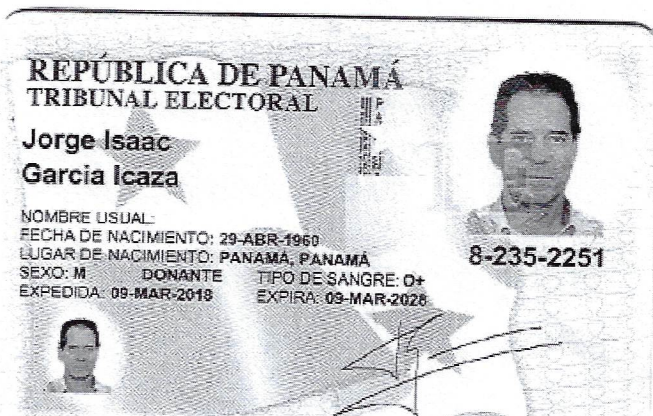 REPÚBLICA DE PANAMÁ
TRIBUNAL ELECTORAL
Jorge Isaac
Garcia Icaza
NOMBRE USUAL:
FECHA DE NACIMIENTO: 29-ABR-1960
LUGAR DE NACIMIENTO: PANAMÁ, PANAMÁ
SEXO: M DONANTE TIPO DE SANGRE: O+
EXPEDIDA: 09-MAR-2018 EXPIRA: 09-MAR-2028
8-235-2251